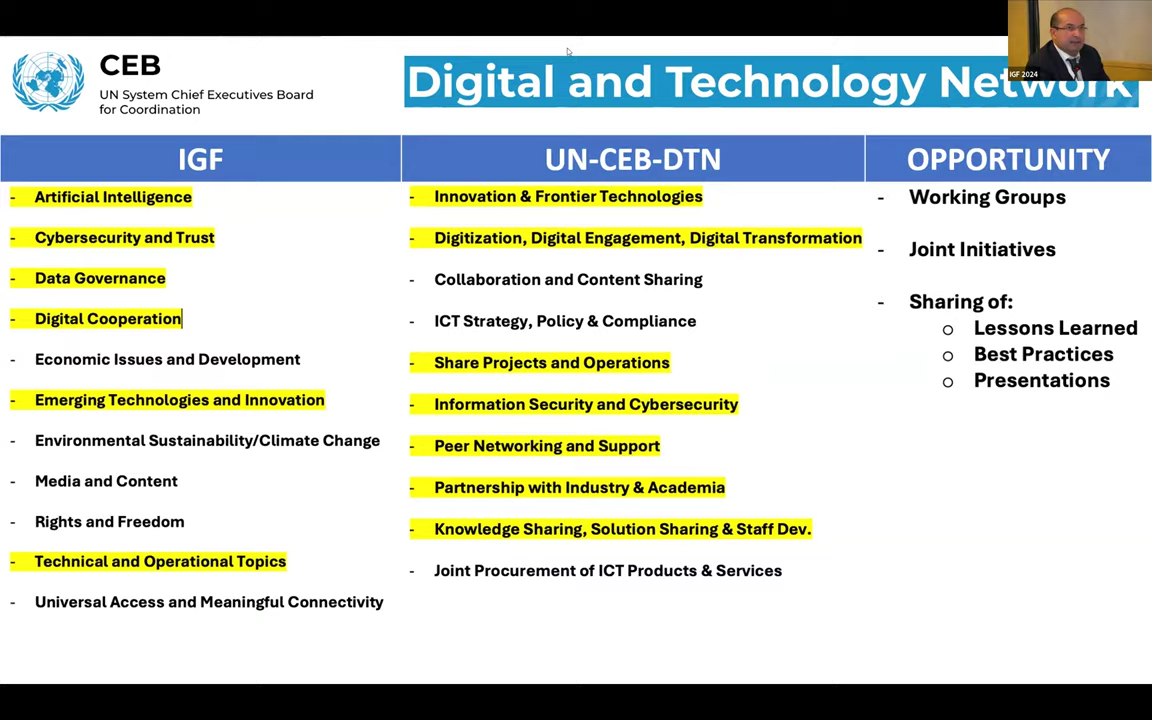 CEB
UN System Chief Executives Board
for Coordination
Digital and Technology Network
IGF 2024
IGF
- Artificial Intelligence
- Cybersecurity and Trust
- Data Governance
- Digital Cooperation
- Economic Issues and Development
- Emerging Technologies and Innovation
- Environmental Sustainability/Climate Change
- Media and Content
- Rights and Freedom
- Technical and Operational Topics
- Universal Access and Meaningful Connectivity
UN-CEB-DTN
- Innovation & Frontier Technologies
- Digitization, Digital Engagement, Digital Transformation
- Collaboration and Content Sharing
- ICT Strategy, Policy & Compliance
- Share Projects and Operations
- Information Security and Cybersecurity
- Peer Networking and Support
- Partnership with Industry & Academia
- Knowledge Sharing, Solution Sharing & Staff Dev.
- Joint Procurement of ICT Products & Services
OPPORTUNITY
- Working Groups
- Joint Initiatives
- Sharing of:
o Lessons Learned
o Best Practices
o Presentations